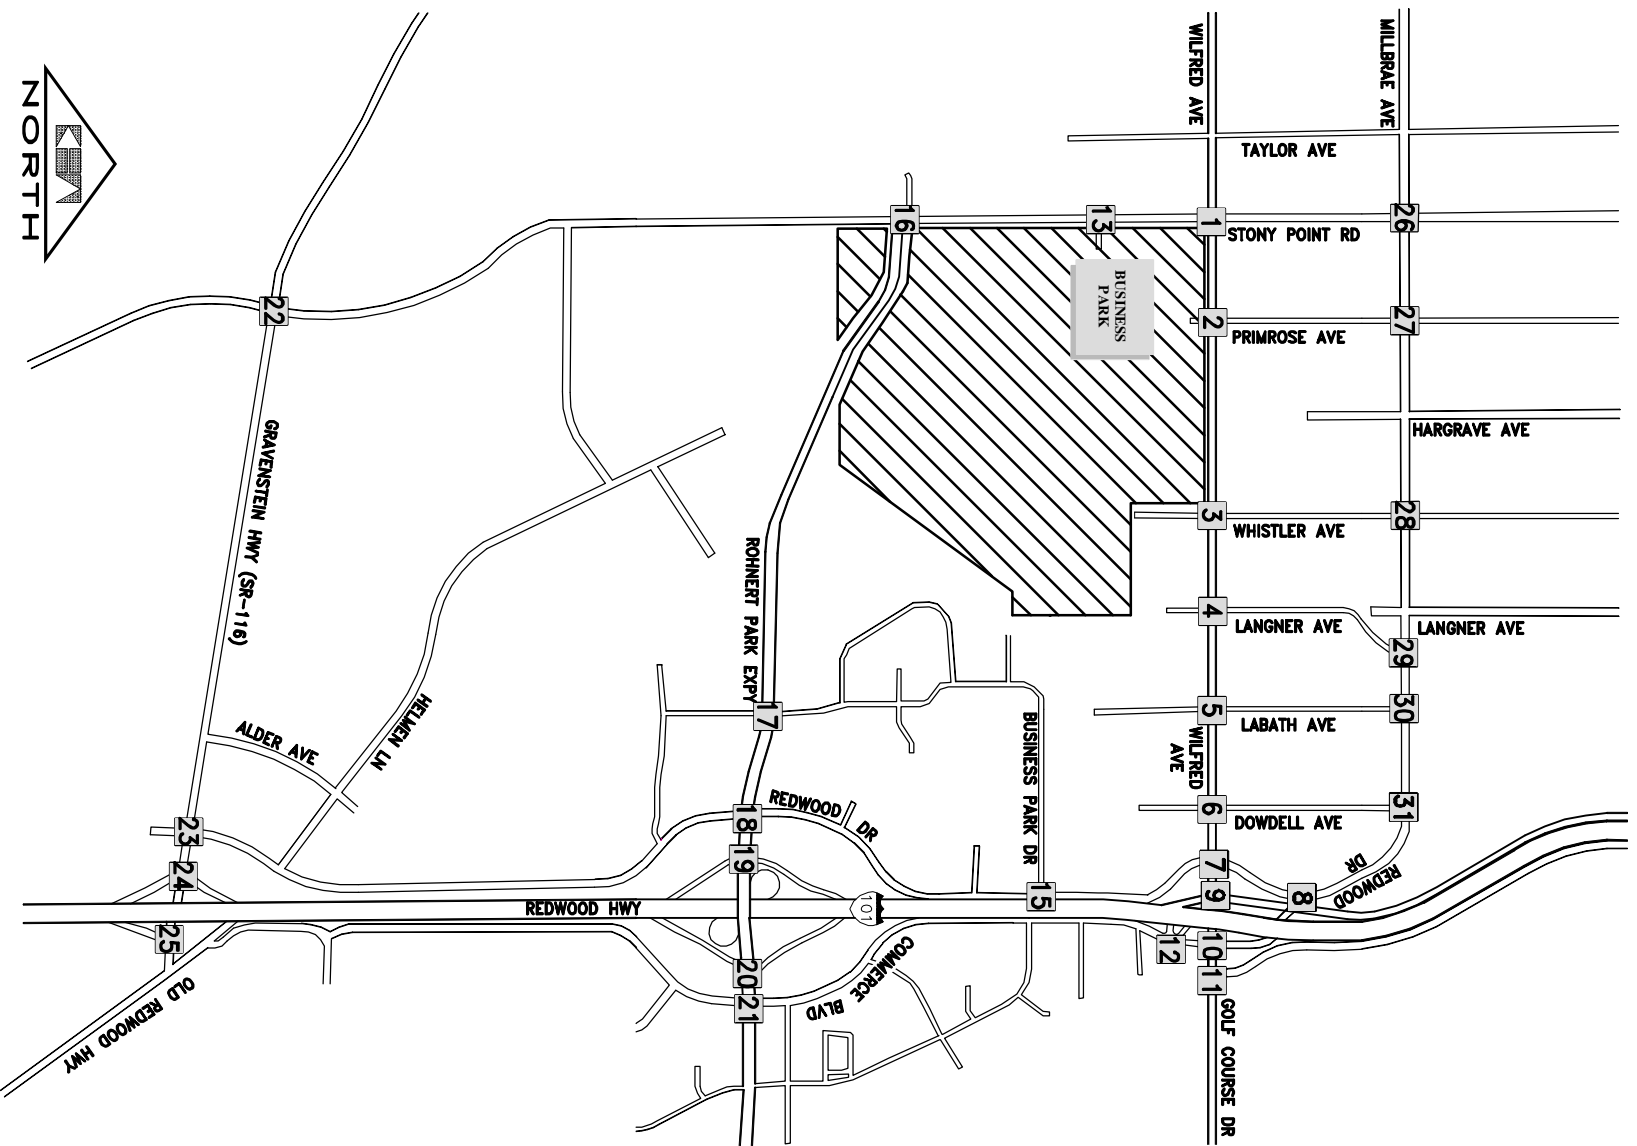 WILFRED AVE
MILLBRAE AVE
TAYLOR AVE
NORTH
16
13
1
26
STONY POINT RD
BUSINESS
PARK
22
2
27
PRIMROSE AVE
HARGRAVE AVE
GRAVENSTEIN HWY (SR-116)
3
28
WHISTLER AVE
ROHNERT PARK EXPY
4
LANGNER AVE
LANGNER AVE
29
HELMEN LN
17
BUSINESS PARK DR
5
30
LABATH AVE
ALDER AVE
WILFRED
AVE
REDWOOD DR
6
31
DOWDELL AVE
23
18
24
19
7
REDWOOD
DR
15
9
8
REDWOOD HWY
101
25
12
10
20
11
COMMERCE BLVD
21
OLD REDWOOD HWY
GOLF COURSE DR